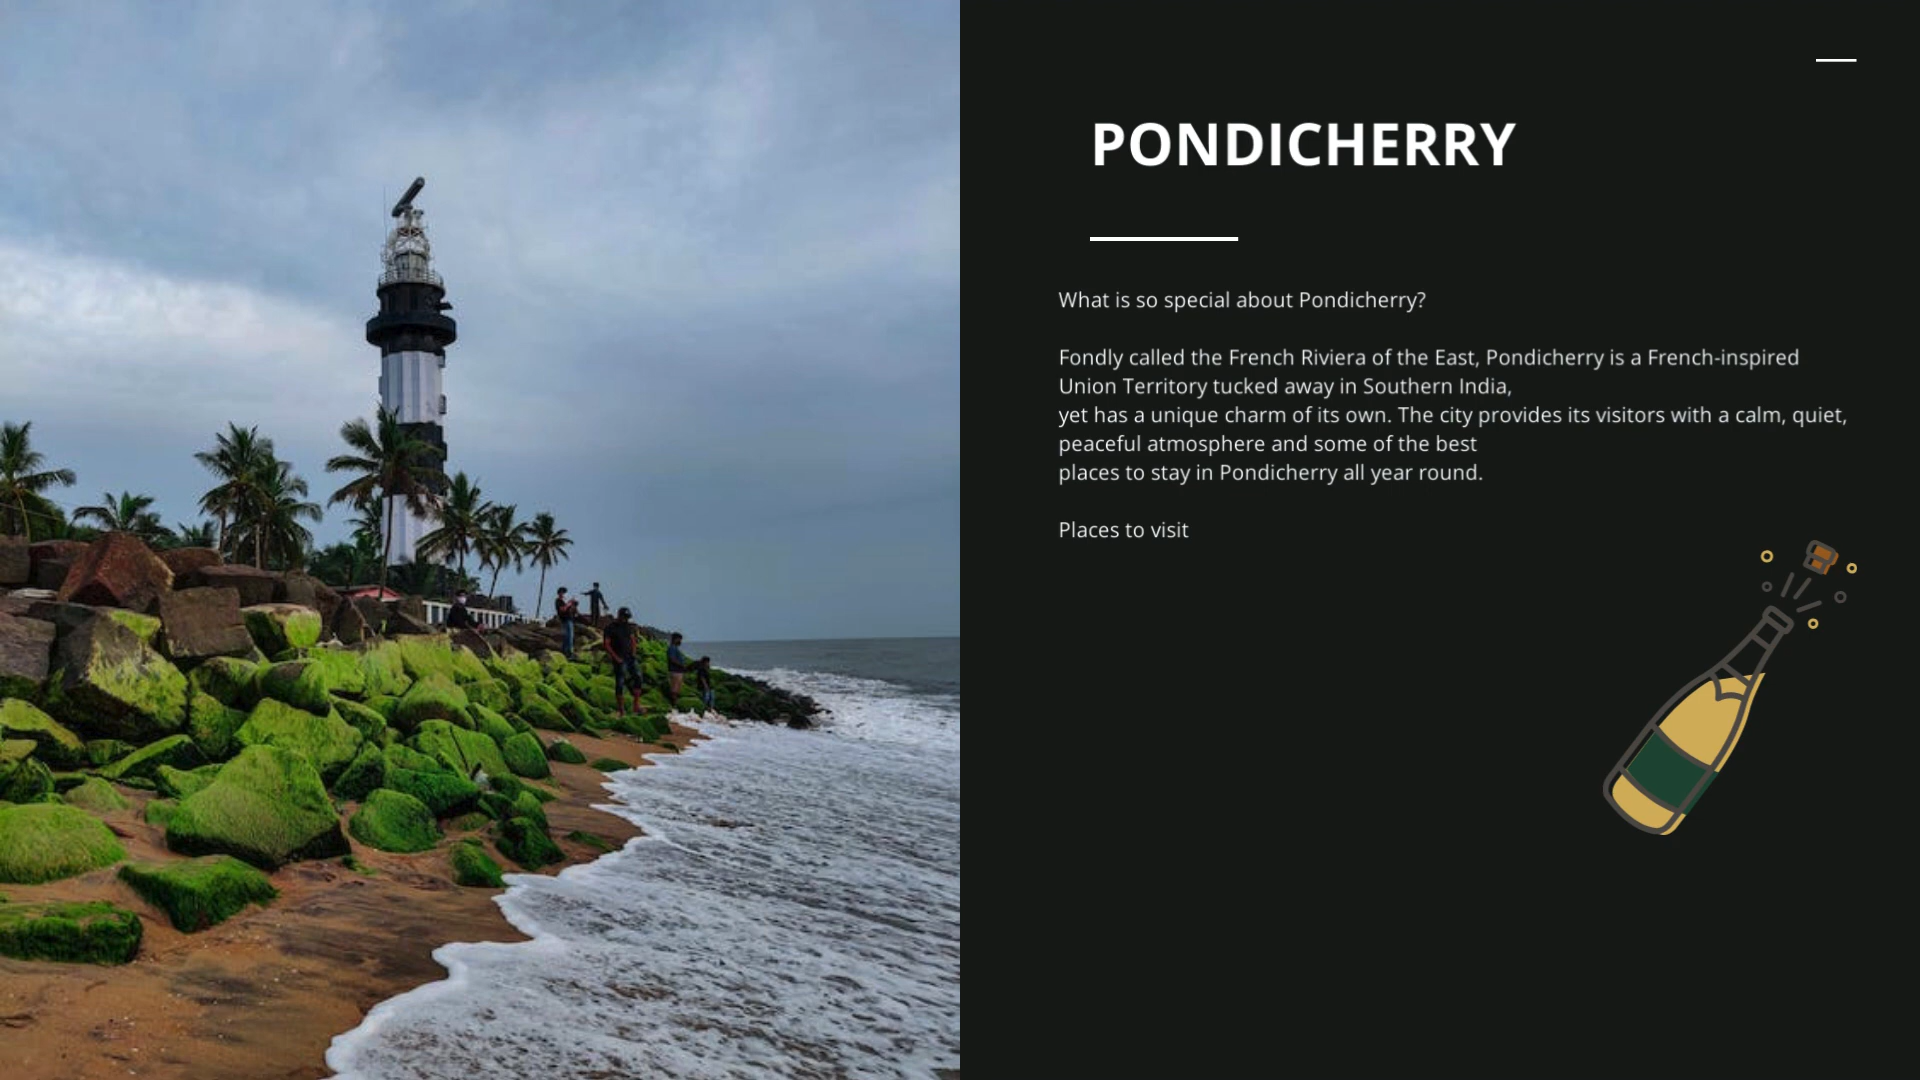 PONDICHERRY
What is so special about Pondicherry?
Fondly called the French Riviera of the East, Pondicherry is a French-inspired
Union Territory tucked away in Southern India,
yet has a unique charm of its own. The city provides its visitors with a calm, quiet,
peaceful atmosphere and some of the best
places to stay in Pondicherry all year round.
Places to visit